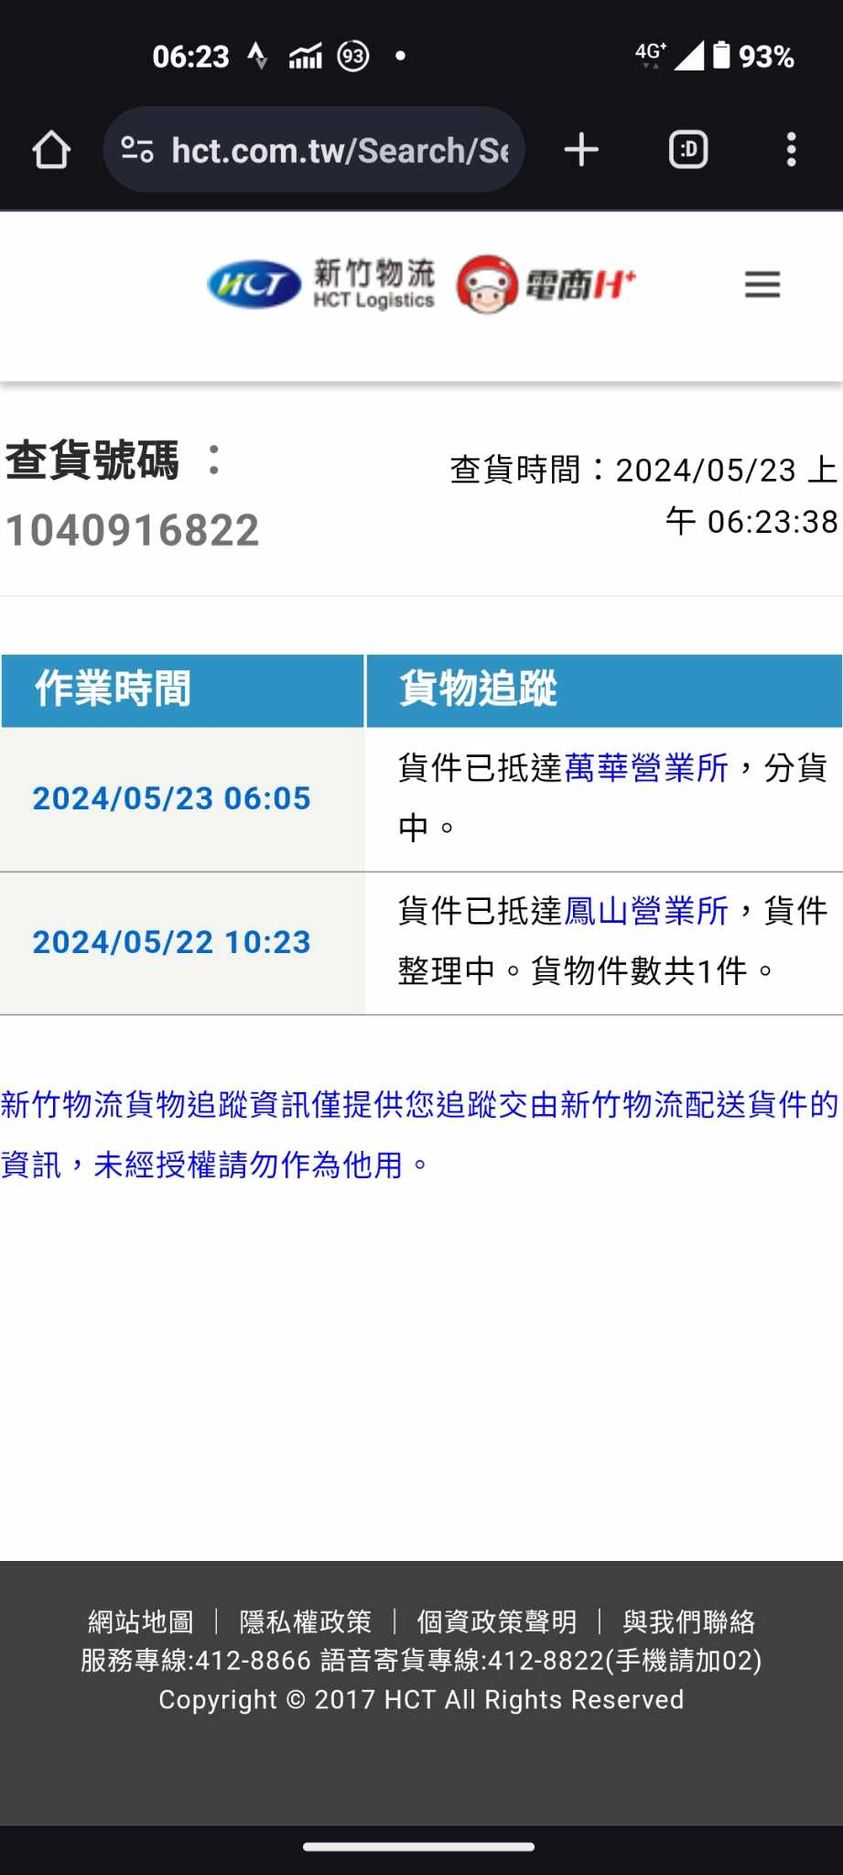 06:23 93 4G+ 93%
hct.com.tw/Search/Se :D
HCT 新竹物流 電商H+
HCT Logistics
查貨號碼 ：
1040916822
查貨時間：2024/05/23 上
午 06:23:38
作業時間 貨物追蹤
2024/05/23 06:05 貨件已抵達萬華營業所，分貨
中。
2024/05/22 10:23 貨件已抵達鳳山營業所，貨件
整理中。貨物件數共1件。
新竹物流貨物追蹤資訊僅提供您追蹤交由新竹物流配送貨件的
資訊，未經授權請勿作為他用。
網站地圖 ｜ 隱私權政策 ｜ 個資政策聲明 ｜ 與我們聯絡
服務專線:412-8866 語音寄貨專線:412-8822(手機請加02)
Copyright © 2017 HCT All Rights Reserved